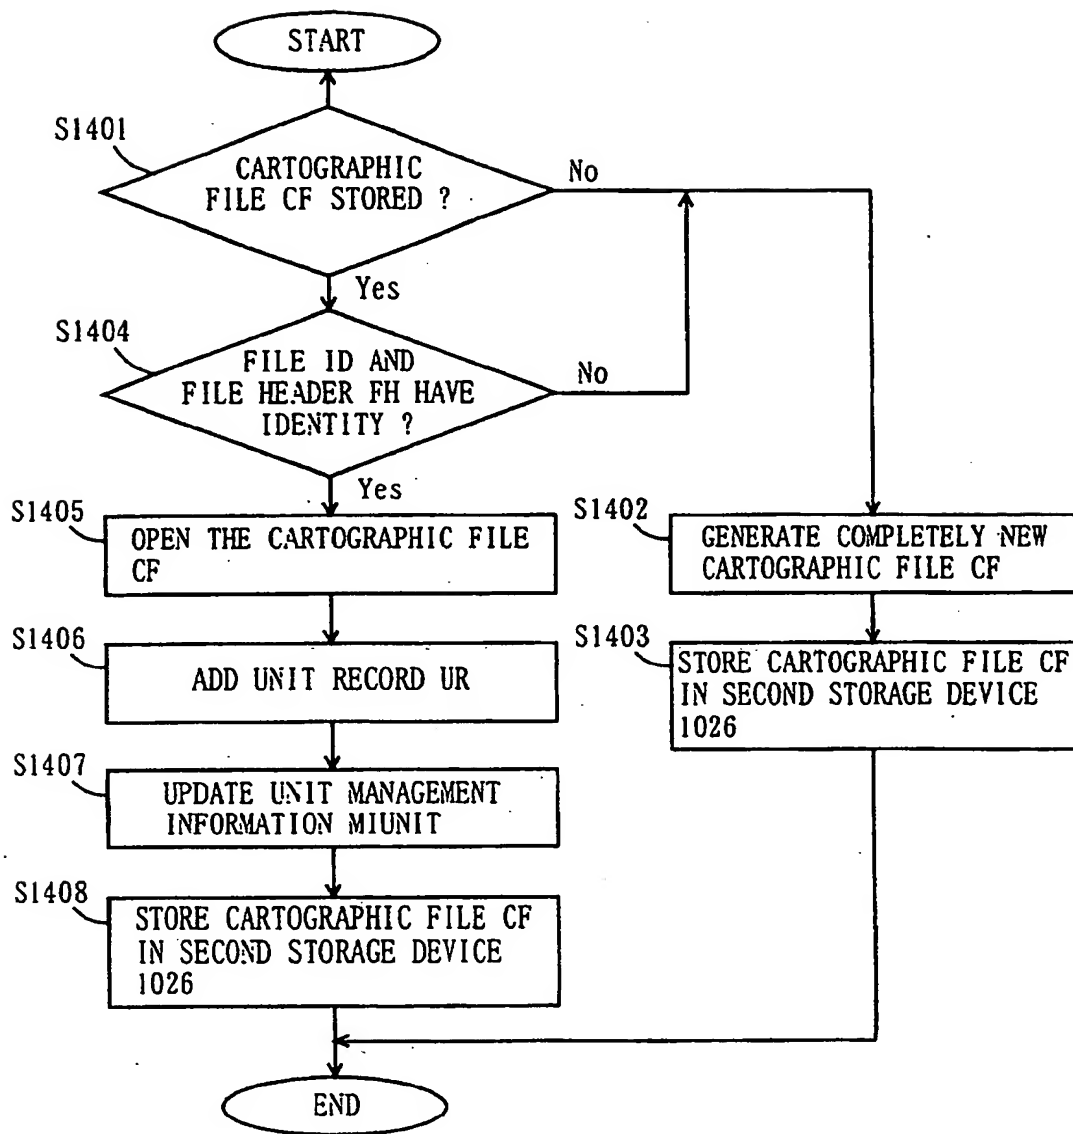 START
S1401
CARTOGRAPHIC
FILE CF STORED ?
No
Yes
S1404
FILE ID AND
FILE HEADER FH HAVE
IDENTITY ?
No
Yes
S1405
OPEN THE CARTOGRAPHIC FILE
CF
S1402
GENERATE COMPLETELY NEW
CARTOGRAPHIC FILE CF
S1406
ADD UNIT RECORD UR
S1403
STORE CARTOGRAPHIC FILE CF
IN SECOND STORAGE DEVICE
1026
S1407
UPDATE UNIT MANAGEMENT
INFORMATION MIUNIT
S1408
STORE CARTOGRAPHIC FILE CF
IN SECOND STORAGE DEVICE
1026
END